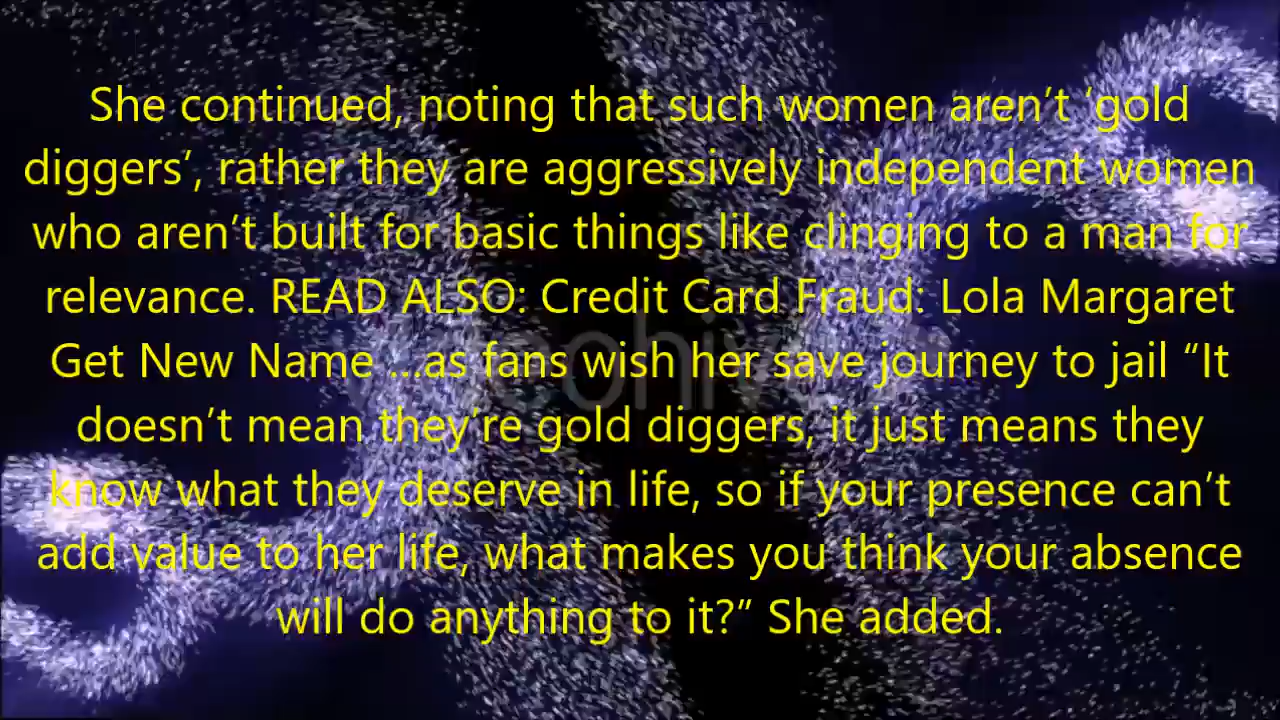 She continued, noting that such women aren’t ‘gold
diggers’, rather they are aggressively independent women
who aren’t built for basic things like clinging to a man for
relevance. READ ALSO: Credit Card Fraud: Lola Margaret
Get New Name …as fans wish her save journey to jail “It
doesn’t mean they’re gold diggers, it just means they
know what they deserve in life, so if your presence can’t
add value to her life, what makes you think your absence
will do anything to it?” She added.